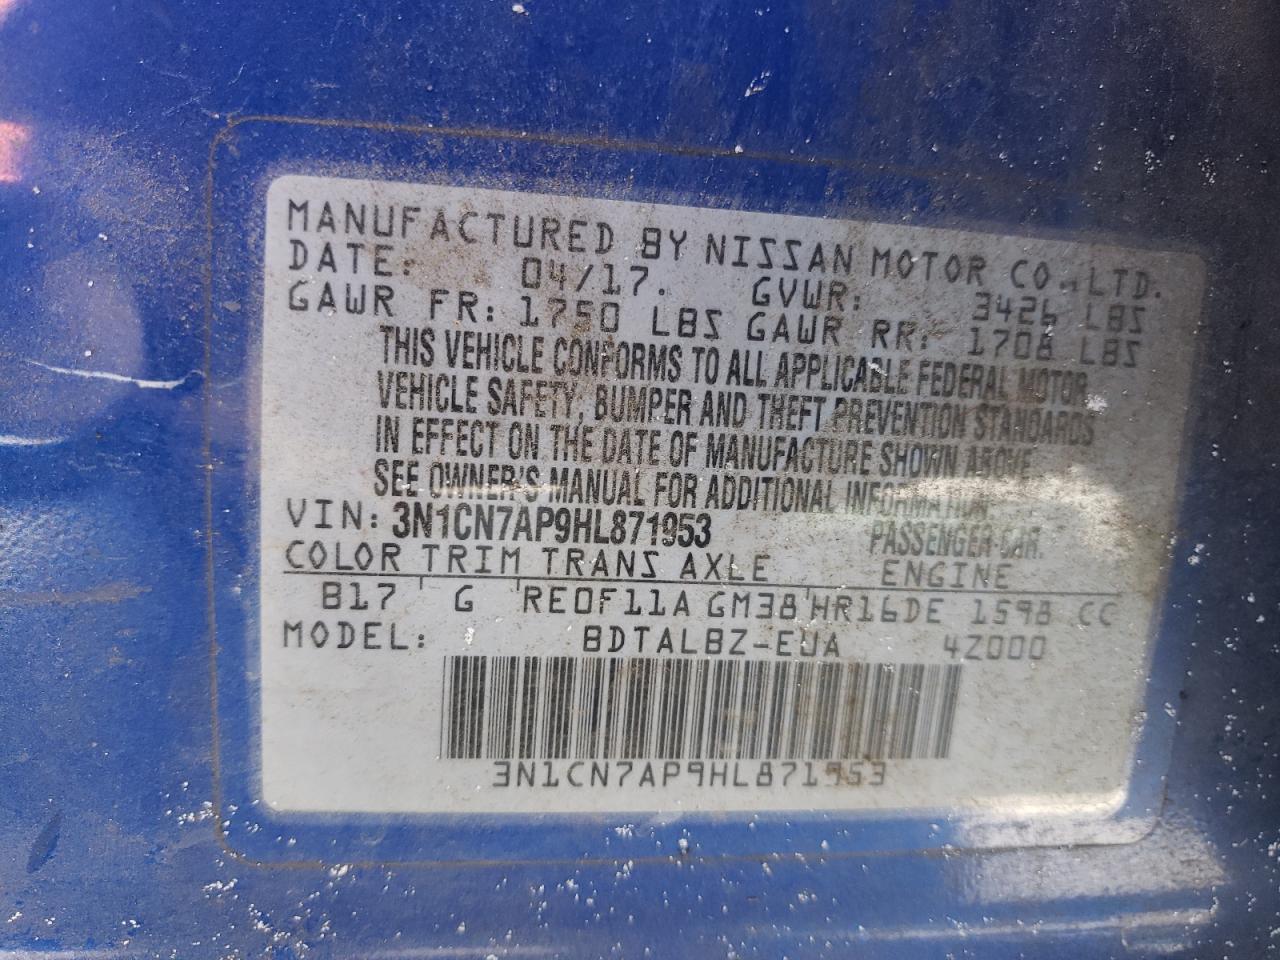 MANUFACTURED BY NISSAN MOTOR CO.,LTD.
DATE: 04/17. GVWR: 3426 LBS
GAWR FR: 1750 LBS GAWR RR: 1708 LBS
THIS VEHICLE CONFORMS TO ALL APPLICABLE FEDERAL MOTOR
VEHICLE SAFETY, BUMPER AND THEFT PREVENTION STANDARDS
IN EFFECT ON THE DATE OF MANUFACTURE SHOWN ABOVE
SEE OWNER'S MANUAL FOR ADDITIONAL INFORMATION
VIN: 3N1CN7AP9HL871953 PASSENGER CAR.
COLOR TRIM TRANS AXLE ENGINE
B17 G RE0F11A GM38 HR16DE 1598 CC
MODEL: BDTALBZ-EUA 4Z000
3N1CN7AP9HL871953